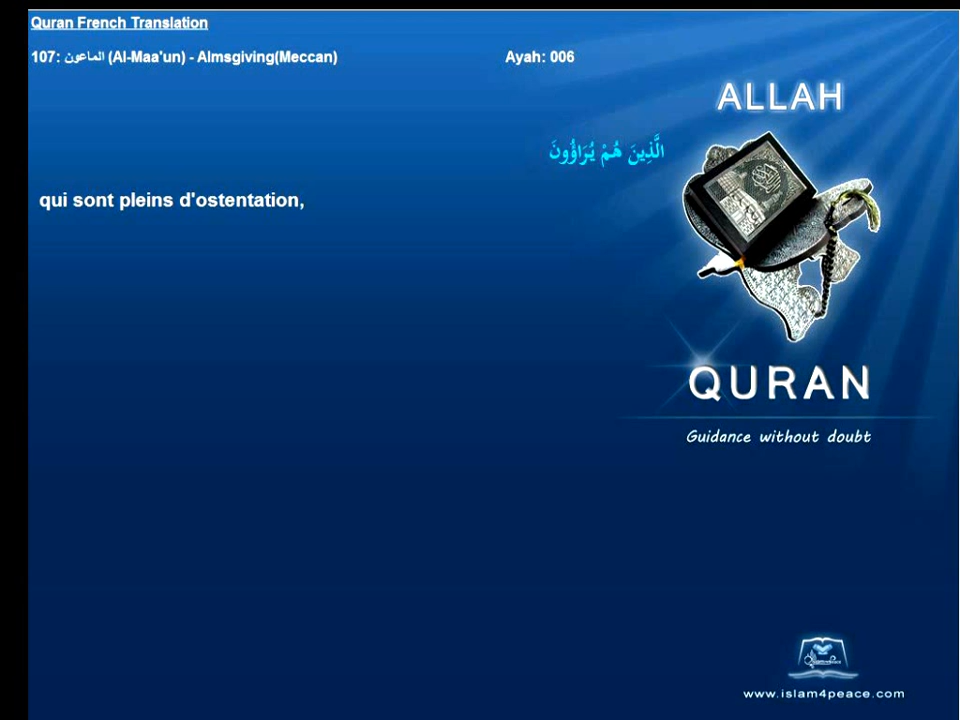 Quran French Translation
107: الماعون (Al-Maa'un) - Almsgiving(Meccan) Ayah: 006
ALLAH
الَّذِينَ هُمْ يُرَاؤُونَ
qui sont pleins d'ostentation,
QURAN
Guidance without doubt
www.islam4peace.com